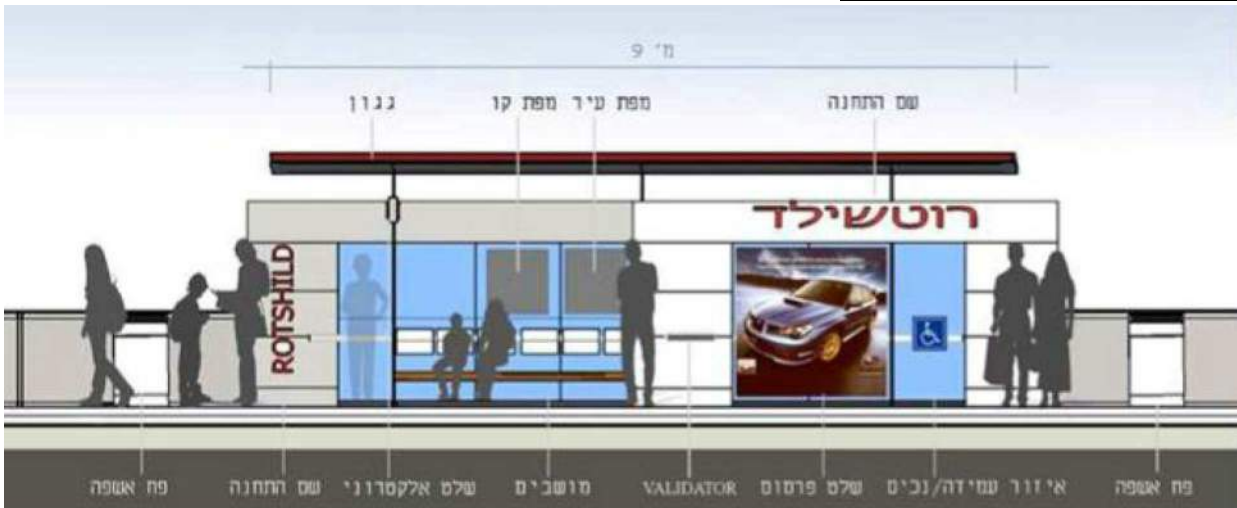 9 מ'
שם התחנה
מפת עיר
מפת קו
גגון
רוטשילד
ROTSHILD
פח אשפה
איזור עמידה/נכים
שלט פרסום
VALIDATOR
מושבים
שלט אלקטרוני
שם התחנה
פח אשפה